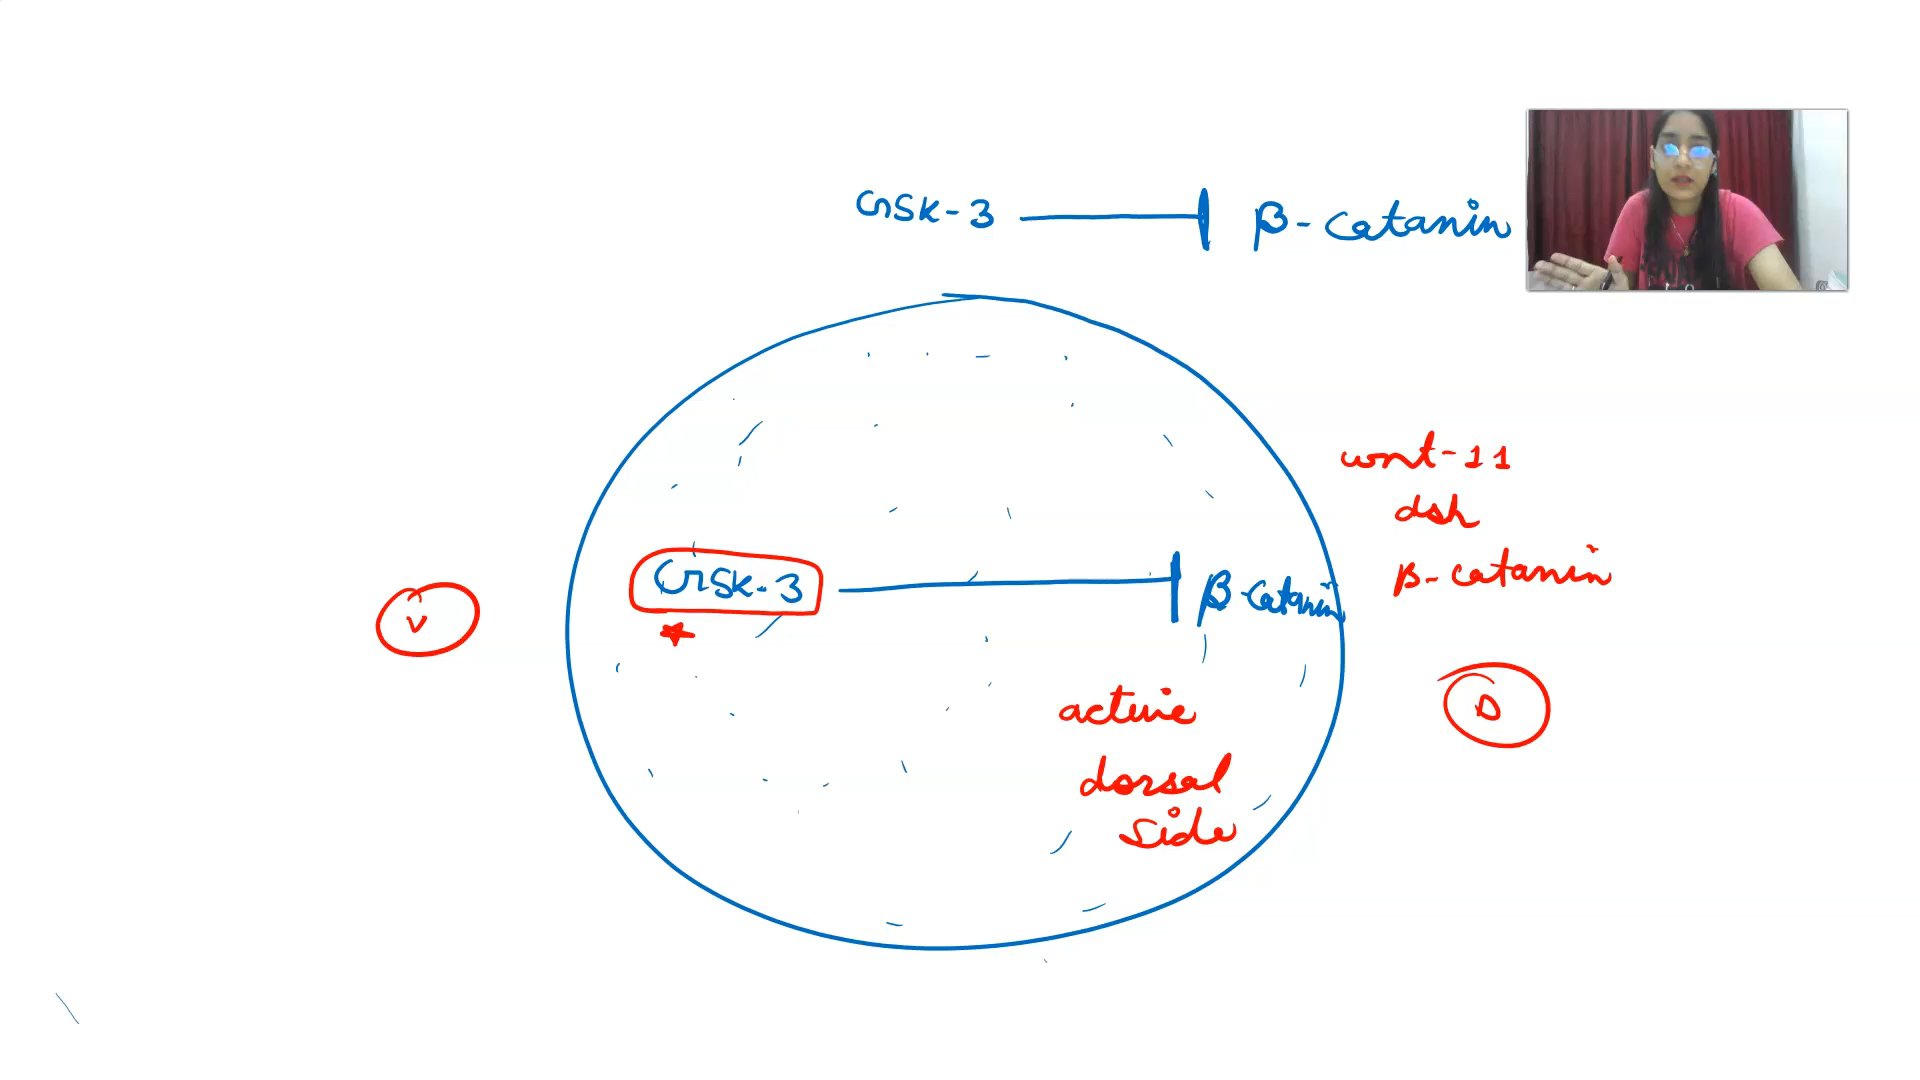 GSK-3 β-catanin
wnt-11
dsh
β-catanin
GSK-3 β-catanin
V
D
active
dorsal
side